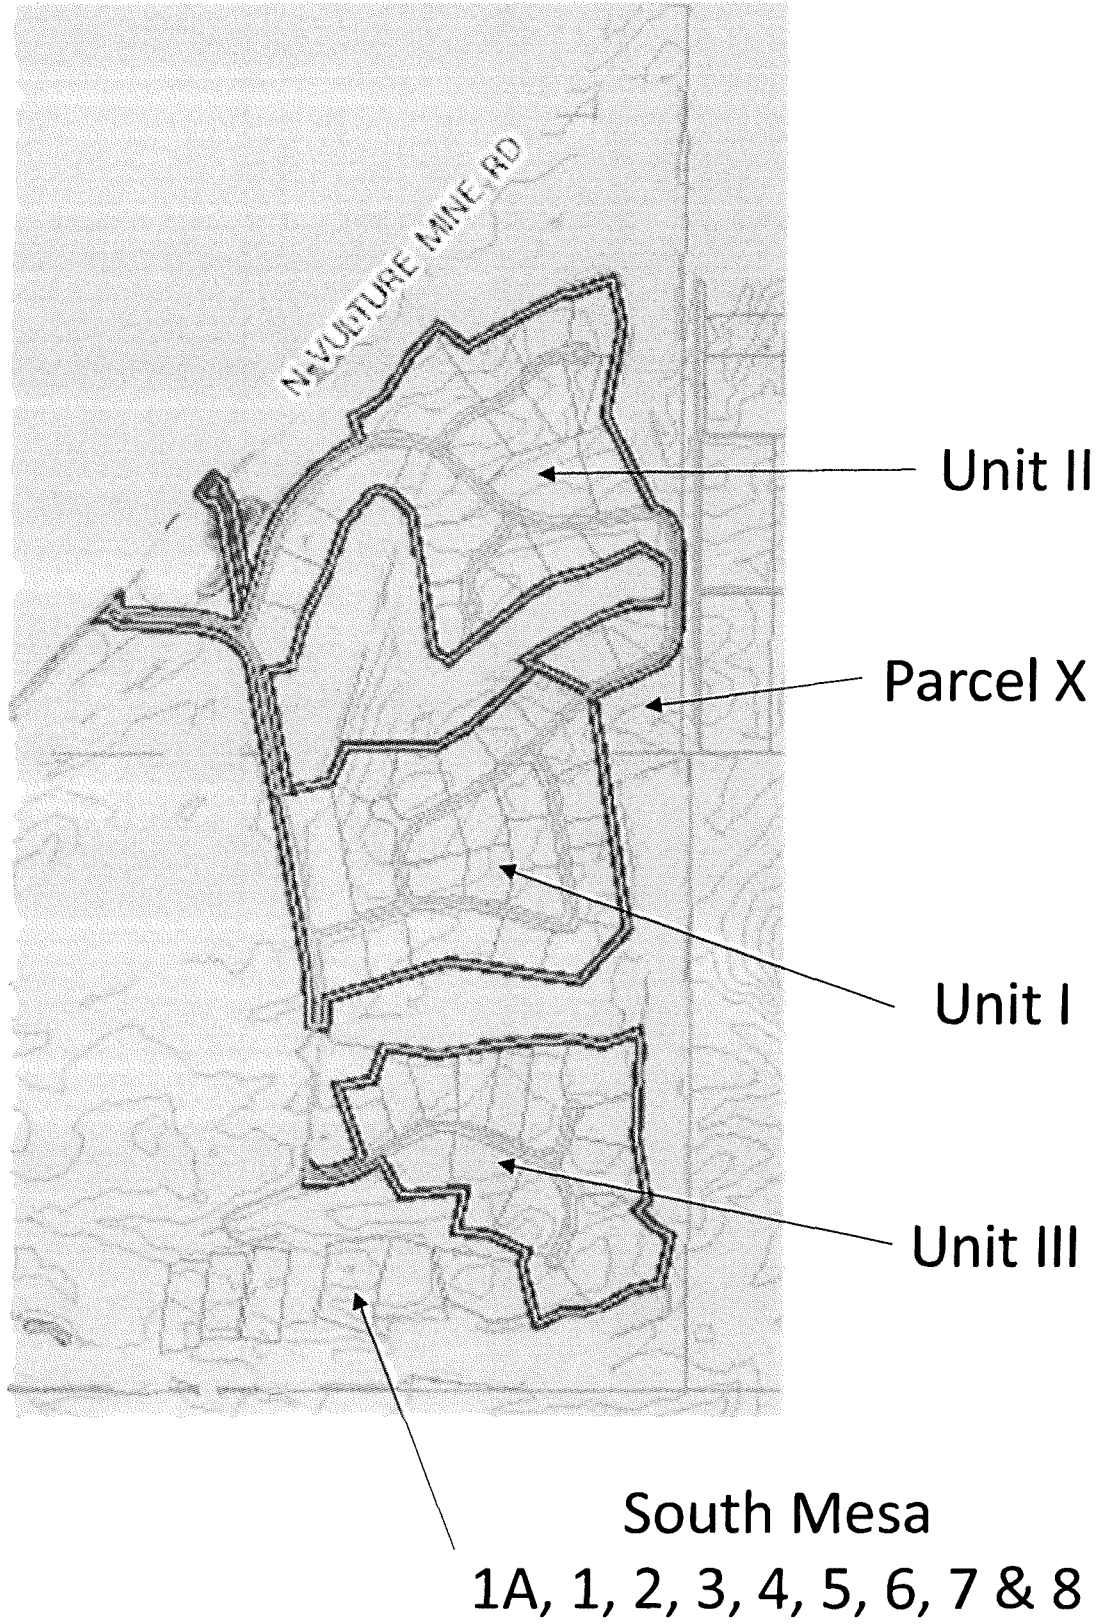 N VULTURE MINE RD
Unit II
Parcel X
Unit I
Unit III
South Mesa
1A, 1, 2, 3, 4, 5, 6, 7 & 8